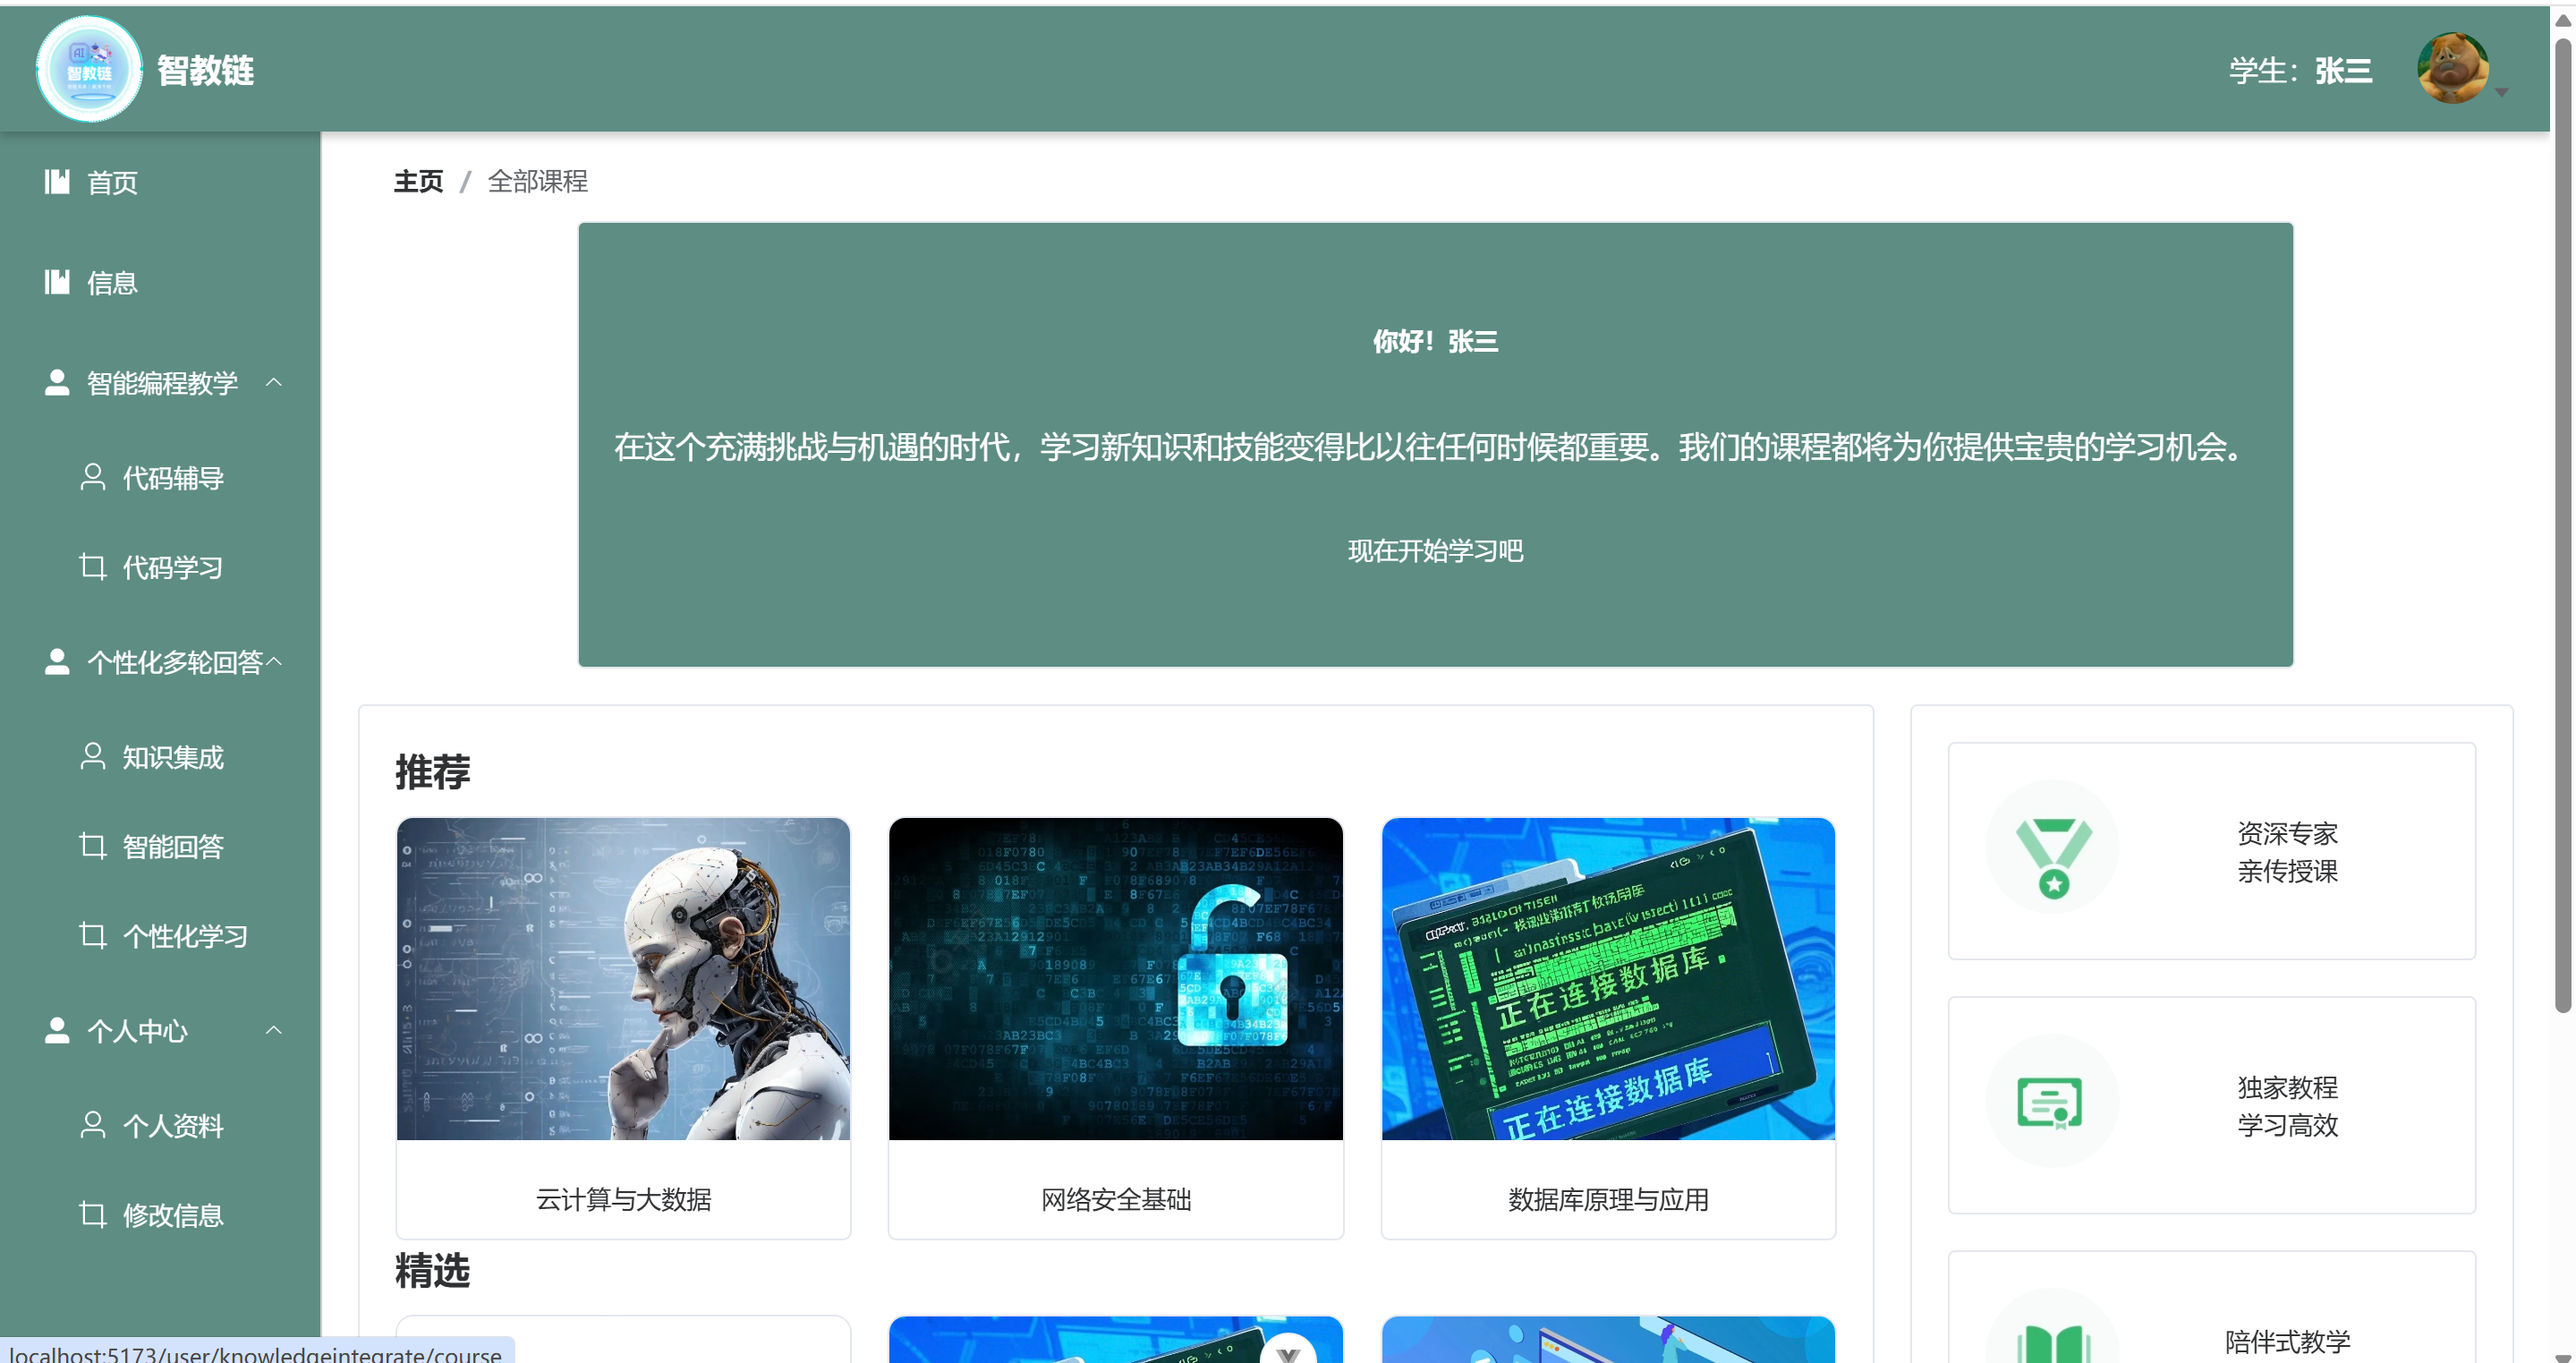 智教链
智教链
学生：张三
首页
信息
智能编程教学
代码辅导
代码学习
个性化多轮回答
知识集成
智能回答
个性化学习
个人中心
个人资料
修改信息
主页 / 全部课程
你好！张三
在这个充满挑战与机遇的时代，学习新知识和技能变得比以往任何时候都重要。我们的课程都将为你提供宝贵的学习机会。
现在开始学习吧
推荐
正在连接数据库.
正在连接数据库
云计算与大数据
网络安全基础
数据库原理与应用
精选
资深专家
亲传授课
独家教程
学习高效
陪伴式教学
localhost:5173/user/knowledgeintegrate/course